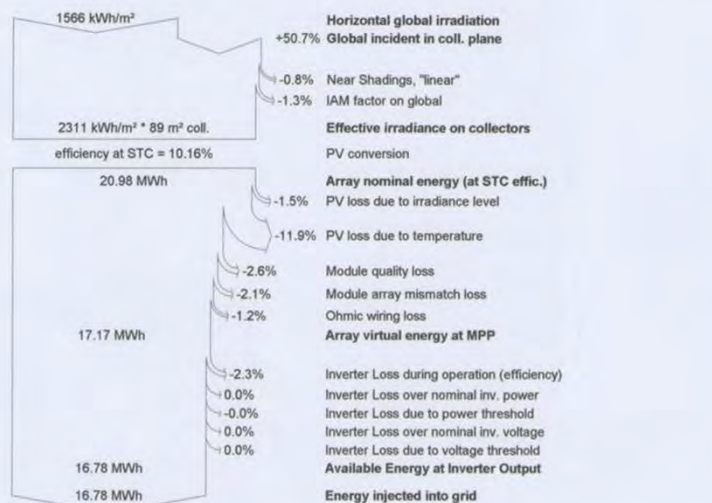 1566 kWh/m² Horizontal global irradiation
+50.7% Global incident in coll. plane
-0.8% Near Shadings, "linear"
-1.3% IAM factor on global
2311 kWh/m² * 89 m² coll. Effective irradiance on collectors
efficiency at STC = 10.16% PV conversion
20.98 MWh Array nominal energy (at STC effic.)
-1.5% PV loss due to irradiance level
-11.9% PV loss due to temperature
-2.6% Module quality loss
-2.1% Module array mismatch loss
-1.2% Ohmic wiring loss
17.17 MWh Array virtual energy at MPP
-2.3% Inverter Loss during operation (efficiency)
0.0% Inverter Loss over nominal inv. power
-0.0% Inverter Loss due to power threshold
0.0% Inverter Loss over nominal inv. voltage
0.0% Inverter Loss due to voltage threshold
16.78 MWh Available Energy at Inverter Output
16.78 MWh Energy injected into grid